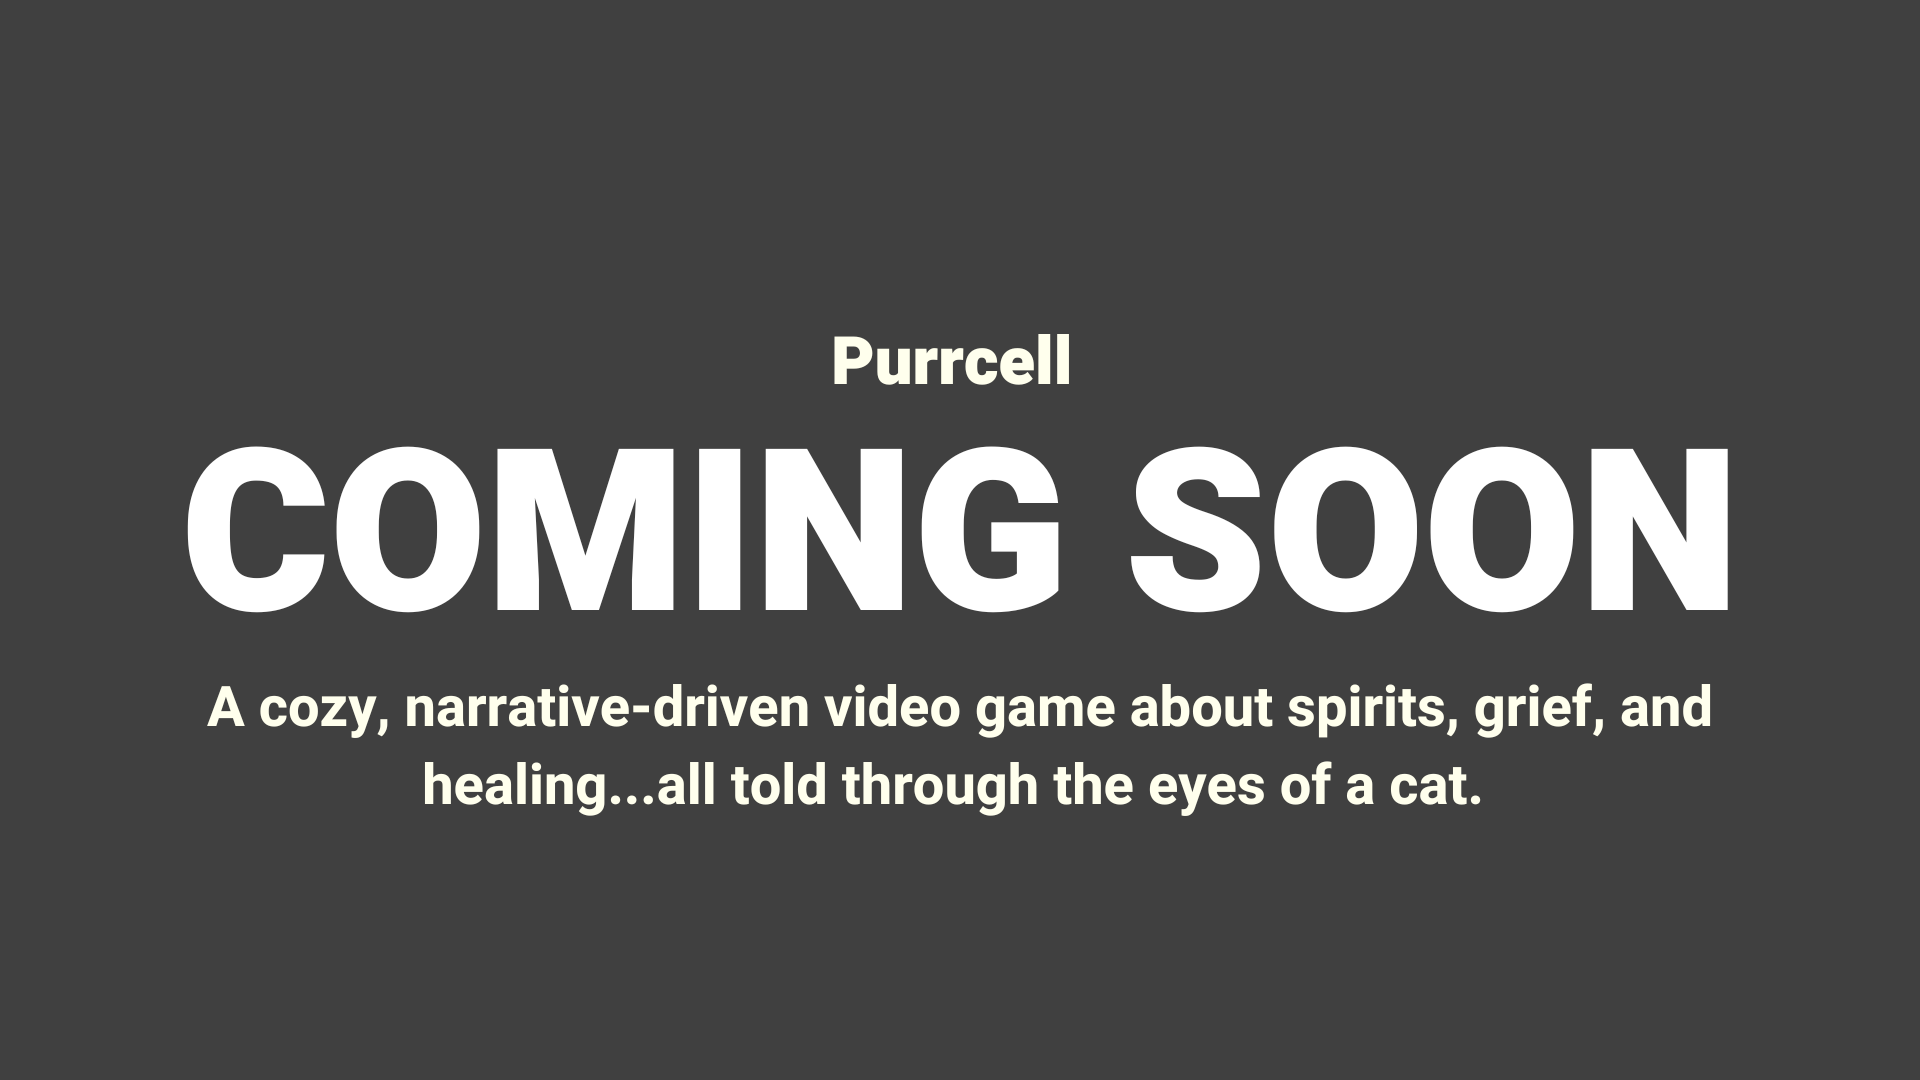 Purrcell
COMING SOON
A cozy, narrative-driven video game about spirits, grief, and
healing...all told through the eyes of a cat.